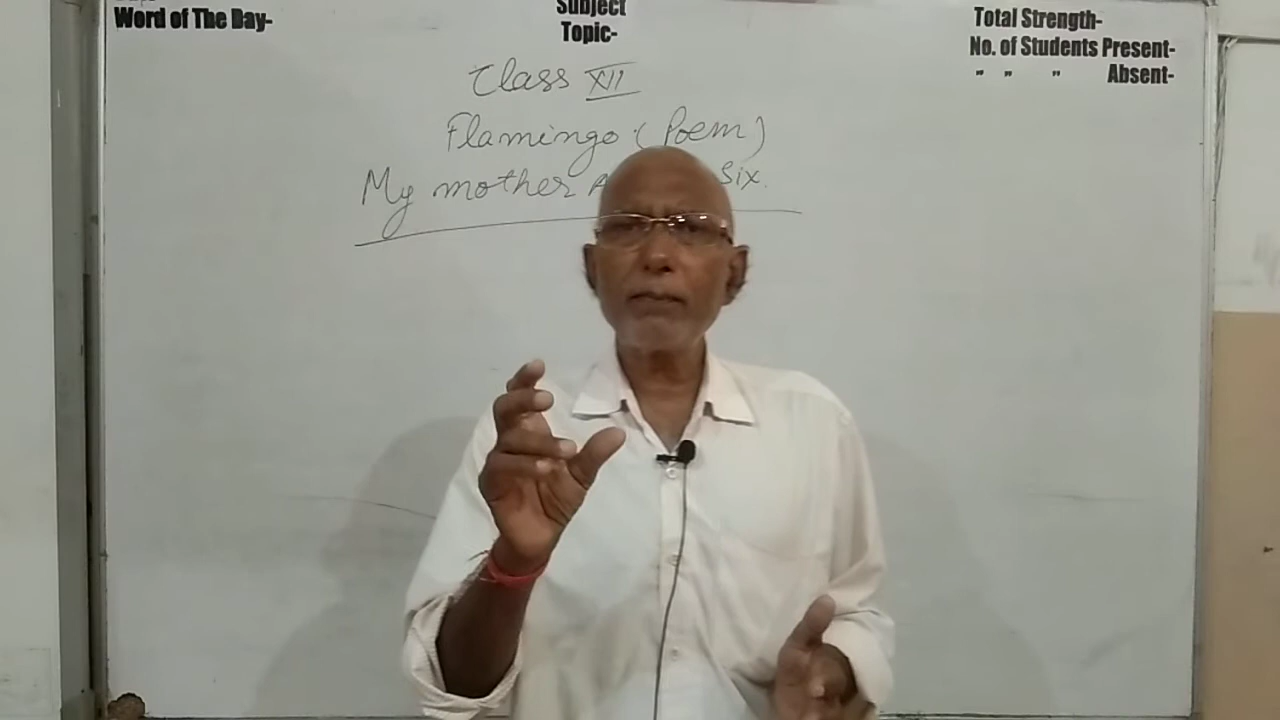 Word of The Day-
Subject
Topic-
Total Strength-
No. of Students Present-
" " " Absent-
Class XII
Flamingo (Poem)
My mother A Six.